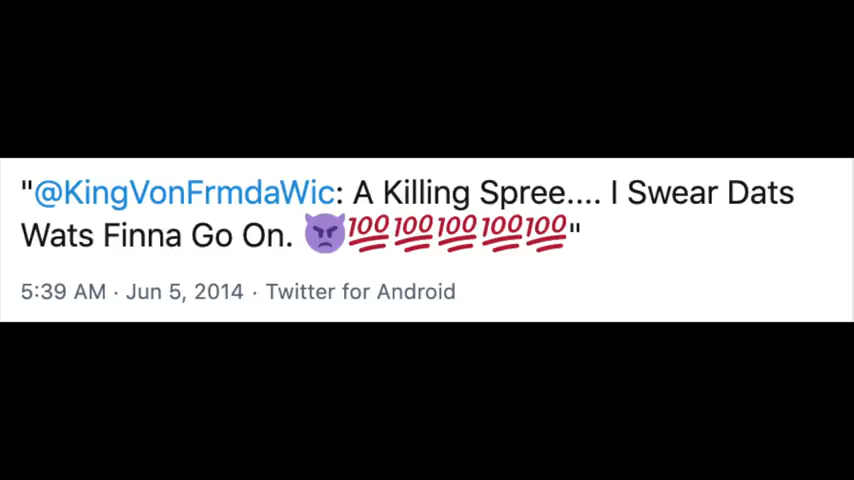 "@KingVonFrmdaWic: A Killing Spree.... I Swear Dats
Wats Finna Go On. 👿💯💯💯💯💯"
5:39 AM · Jun 5, 2014 · Twitter for Android